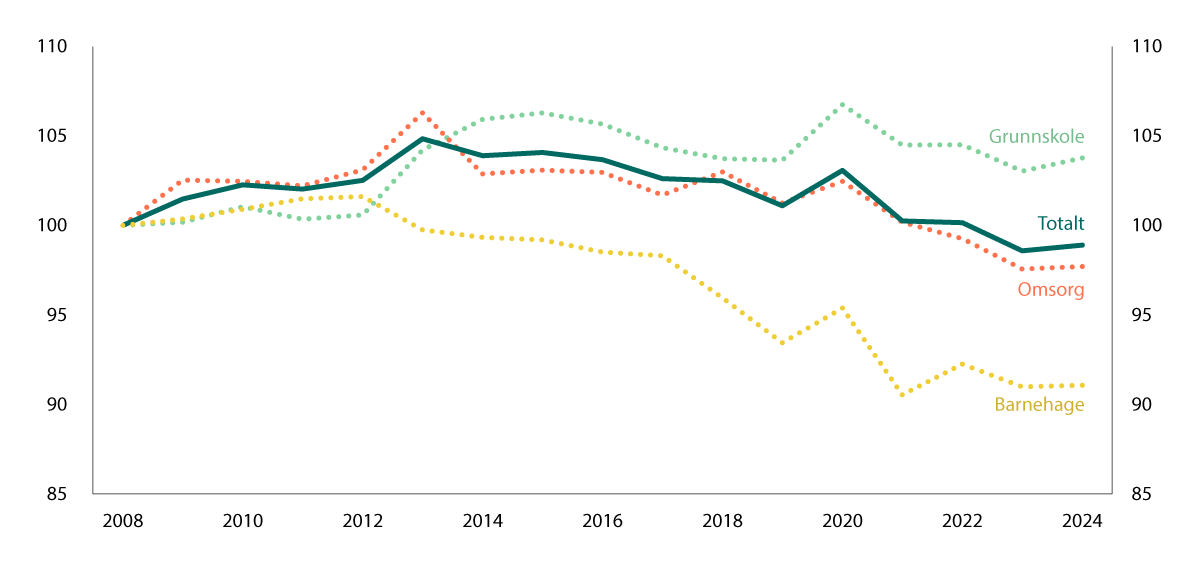 110 110
105 Grunnskole 105
100 Totalt 100
Omsorg
95 95
90 Barnehage 90
85 85
2008 2010 2012 2014 2016 2018 2020 2022 2024